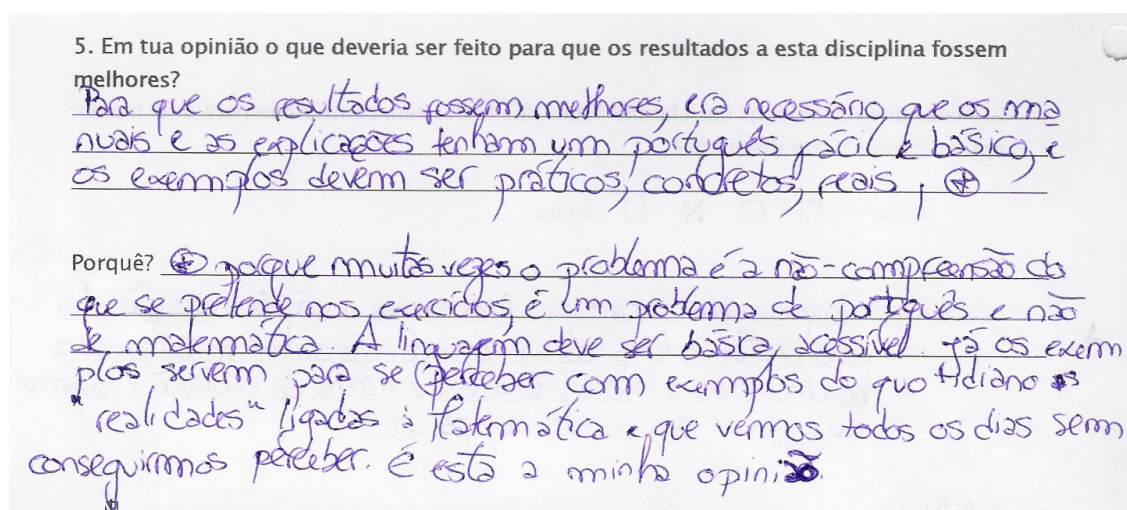 5. Em tua opinião o que deveria ser feito para que os resultados a esta disciplina fossem
melhores?
Para que os resultados fossem melhores, era necessário, que os ma
nuais e as explicações tenham um português fácil e básico, e
os exemplos devem ser práticos, concretos, reais, ⊕
Muito
Porquê? ⊕ porque muitas vezes o problema é a não-compreensão do
que se pretende nos exercícios, é um problema de português e não
de matemática. A linguagem deve ser básica, acessível. Já os exem
plos servem para se perceber com exemplos do quotidiano as
"realidades" ligadas à Matemática e, que vemos todos os dias sem
conseguirmos perceber. É esta a minha opinião.